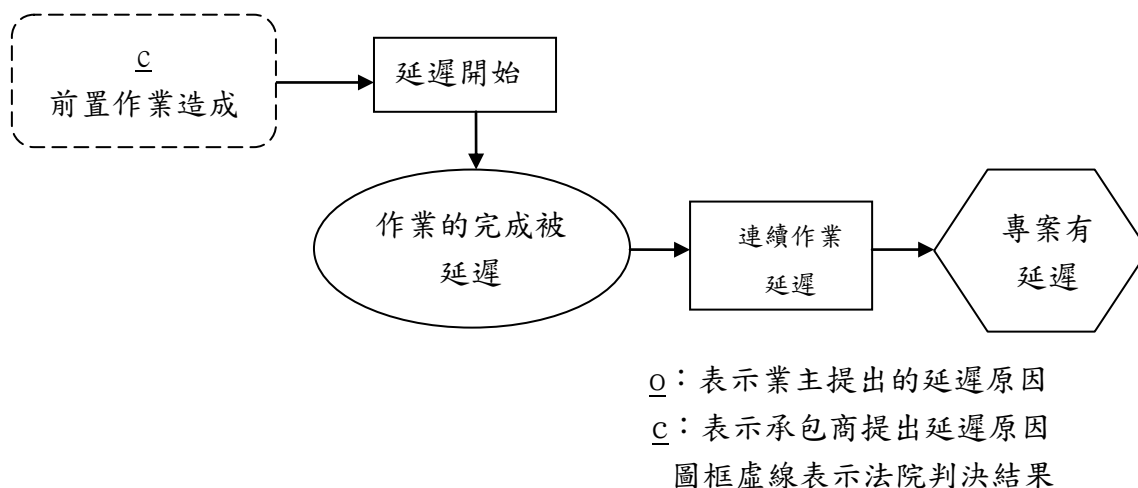 c
前置作業造成
延遲開始
作業的完成被
延遲
連續作業
延遲
專案有
延遲
o：表示業主提出的延遲原因
c：表示承包商提出延遲原因
圖框虛線表示法院判決結果